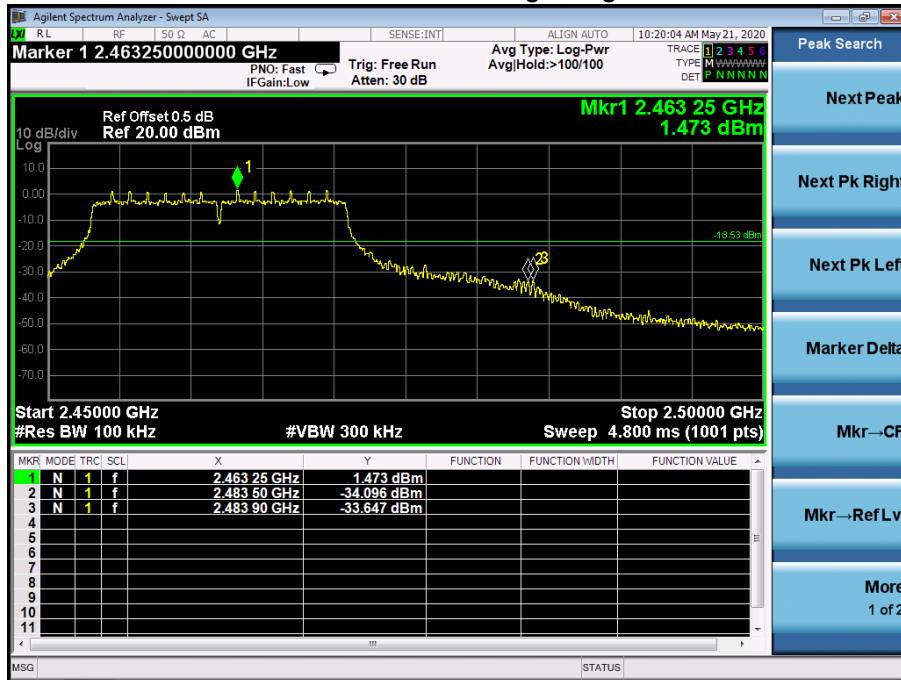 Agilent Spectrum Analyzer - Swept SA
LXI RL RF 50 Ω AC SENSE:INT ALIGN AUTO 10:20:04 AM May 21, 2020
Marker 1 2.463250000000 GHz
PNO: Fast
IFGain:Low
Trig: Free Run
Atten: 30 dB
Avg Type: Log-Pwr
Avg|Hold:>100/100
TRACE 1 2 3 4 5 6
TYPE M WWWWW
DET P N N N N N
Peak Search
Next Peak
Next Pk Right
Next Pk Left
Marker Delta
Mkr→CF
Mkr→Ref Lv
More
1 of 2
Mkr1 2.463 25 GHz
1.473 dBm
Ref Offset 0.5 dB
10 dB/div Ref 20.00 dBm
Log
10.0
0.00
-10.0
-20.0
-30.0
-40.0
-50.0
-60.0
-70.0
1
23
-18.53 dBm
Start 2.45000 GHz Stop 2.50000 GHz
#Res BW 100 kHz #VBW 300 kHz Sweep 4.800 ms (1001 pts)
MKR MODE TRC SCL X Y FUNCTION FUNCTION WIDTH FUNCTION VALUE
1 N 1 f 2.463 25 GHz 1.473 dBm
2 N 1 f 2.483 50 GHz -34.096 dBm
3 N 1 f 2.483 90 GHz -33.647 dBm
4
5
6
7
8
9
10
11
MSG STATUS